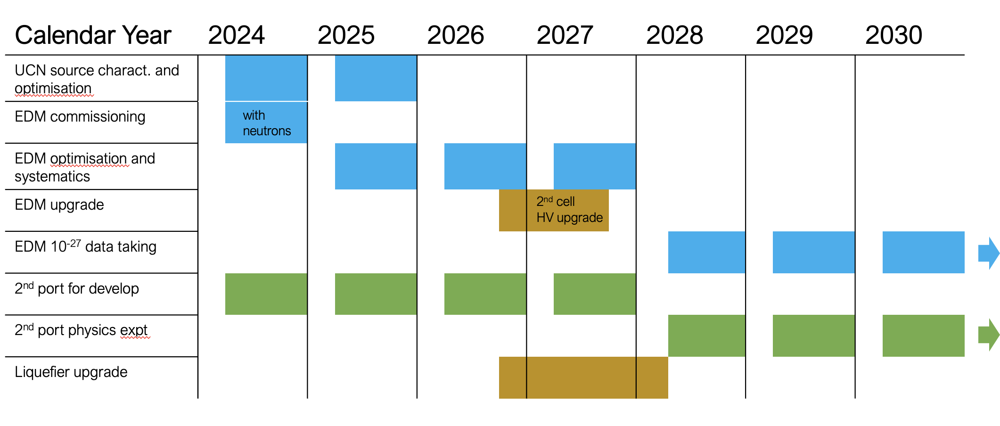 Calendar Year 2024 2025 2026 2027 2028 2029 2030
UCN source charact. and
optimisation
EDM commissioning
with
neutrons
EDM optimisation and
systematics
EDM upgrade
2nd cell
HV upgrade
EDM 10-27 data taking
2nd port for develop
2nd port physics expt
Liquefier upgrade